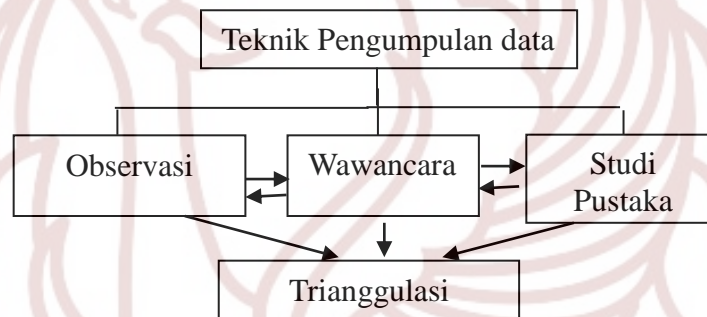 Teknik Pengumpulan data
Observasi
Wawancara
Studi
Pustaka
Trianggulasi